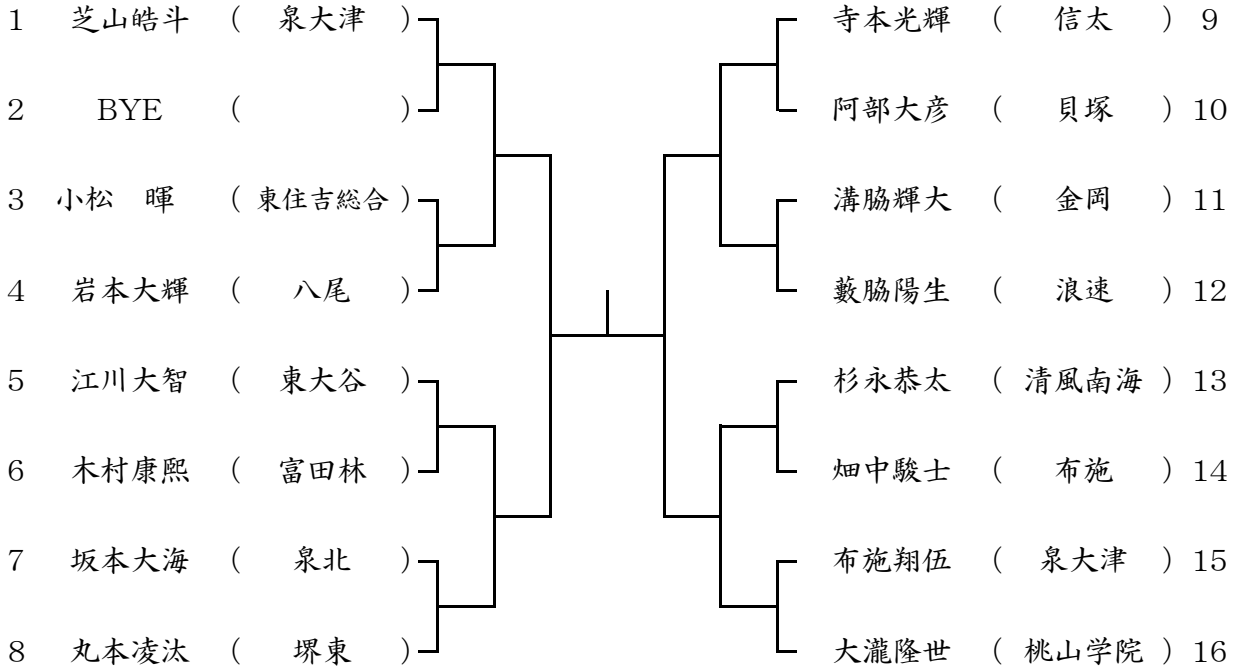 1 芝山皓斗 ( 泉大津 ) 寺本光輝 ( 信太 ) 9
2 BYE ( ) 阿部大彦 ( 貝塚 ) 10
3 小松 暉 ( 東住吉総合 ) 溝脇輝大 ( 金岡 ) 11
4 岩本大輝 ( 八尾 ) 藪脇陽生 ( 浪速 ) 12
5 江川大智 ( 東大谷 ) 杉永恭太 ( 清風南海 ) 13
6 木村康熙 ( 富田林 ) 畑中駿士 ( 布施 ) 14
7 坂本大海 ( 泉北 ) 布施翔伍 ( 泉大津 ) 15
8 丸本凌汰 ( 堺東 ) 大瀧隆世 ( 桃山学院 ) 16